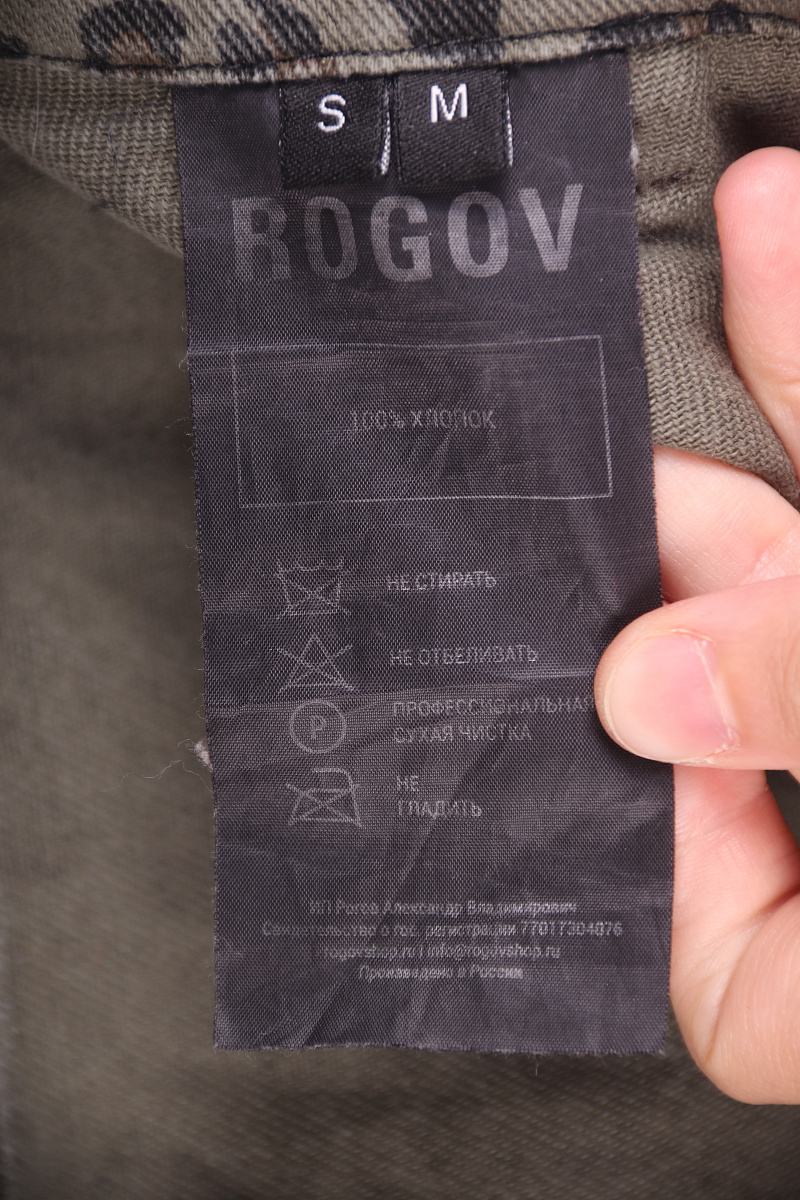 S M
ROGOV
100% ХЛОПОК
НЕ СТИРАТЬ
НЕ ОТБЕЛИВАТЬ
P
ПРОФЕССИОНАЛЬНАЯ
СУХАЯ ЧИСТКА
НЕ
ГЛАДИТЬ
ИП Рогов Александр Владимирович
Свидетельство о гос. регистрации 77017304876
rogovshop.ru | info@rogovshop.ru
Произведено в России